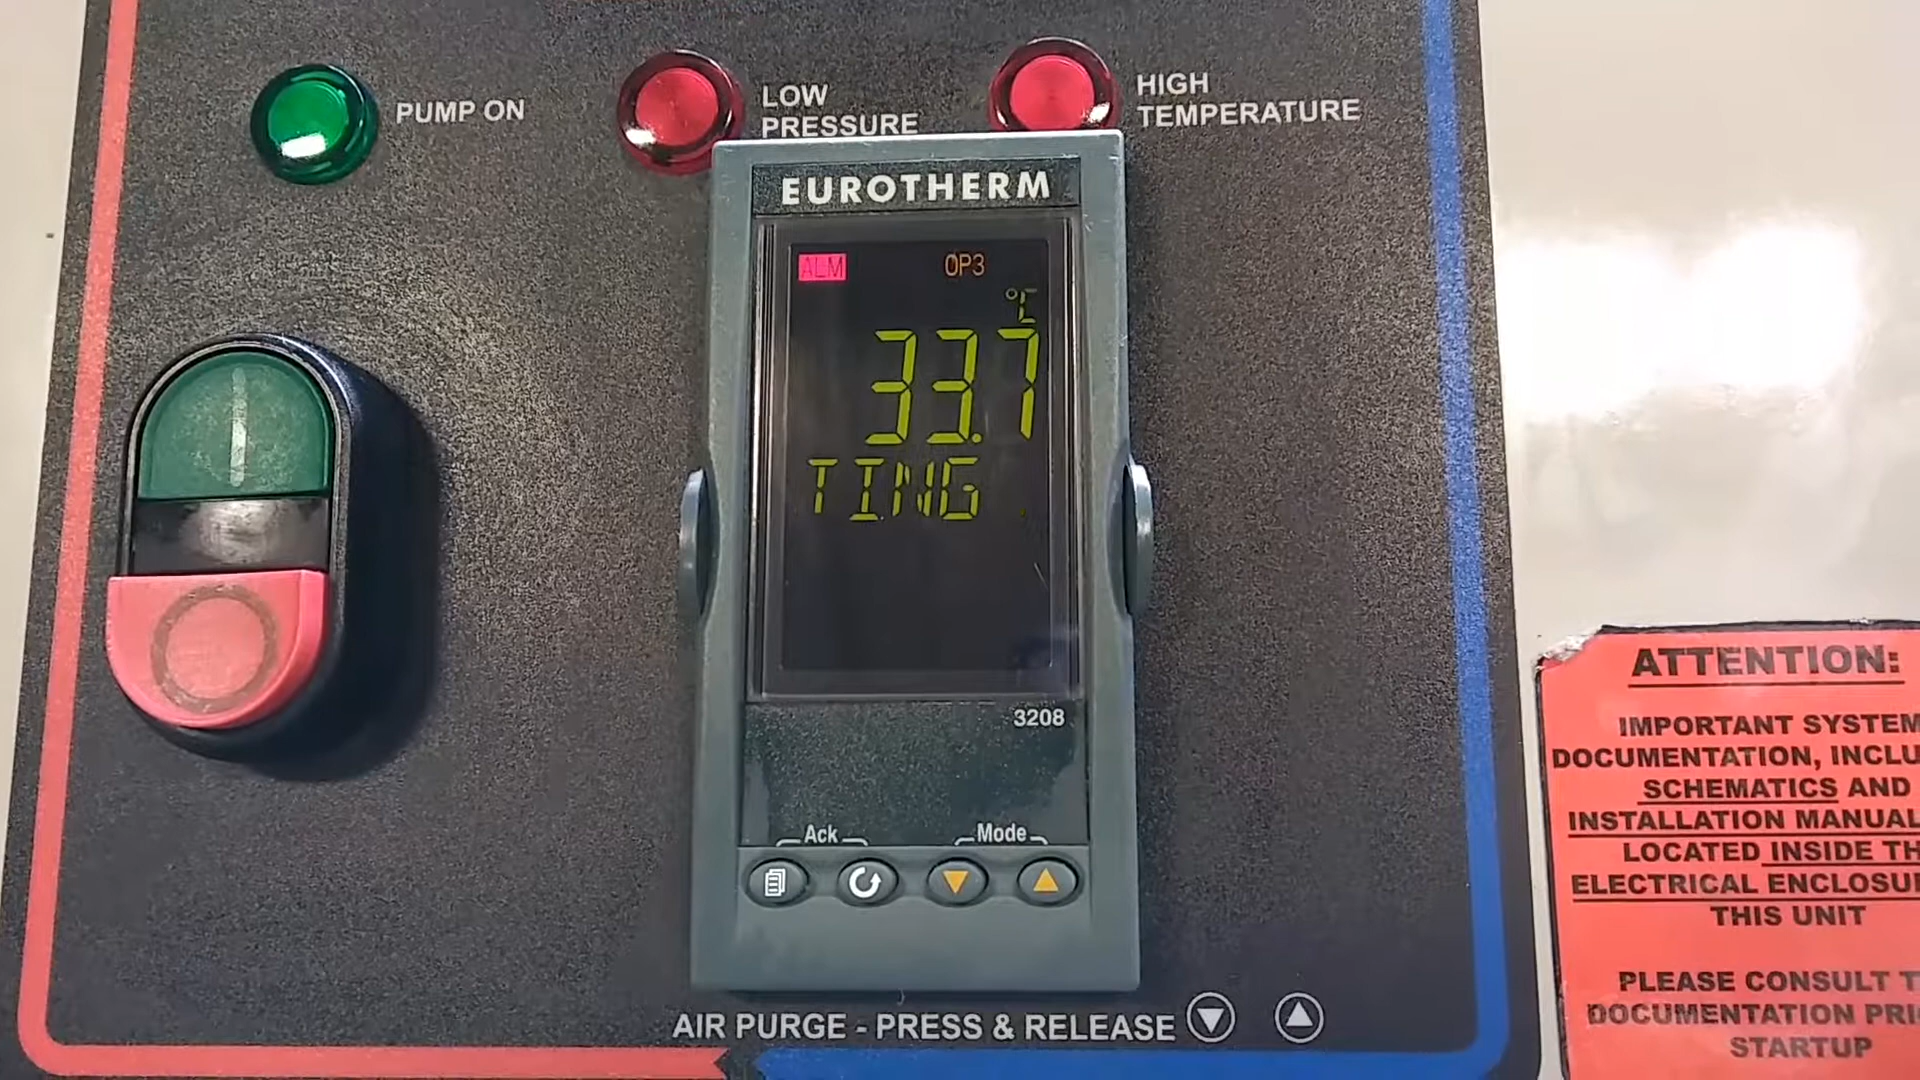 PUMP ON
LOW
PRESSURE
HIGH
TEMPERATURE
EUROTHERM
ALM
OP3
°C
33.7
TING
3208
Ack
Mode
AIR PURGE - PRESS & RELEASE
ATTENTION:
IMPORTANT SYSTEM
DOCUMENTATION, INCLU
SCHEMATICS AND
INSTALLATION MANUAL
LOCATED INSIDE TH
ELECTRICAL ENCLOSU
THIS UNIT
PLEASE CONSULT T
DOCUMENTATION PRI
STARTUP